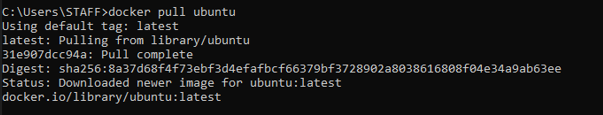 C:\Users\STAFF>docker pull ubuntu
Using default tag: latest
latest: Pulling from library/ubuntu
31e907dcc94a: Pull complete
Digest: sha256:8a37d68f4f73ebf3d4efafbcf66379bf3728902a8038616808f04e34a9ab63ee
Status: Downloaded newer image for ubuntu:latest
docker.io/library/ubuntu:latest